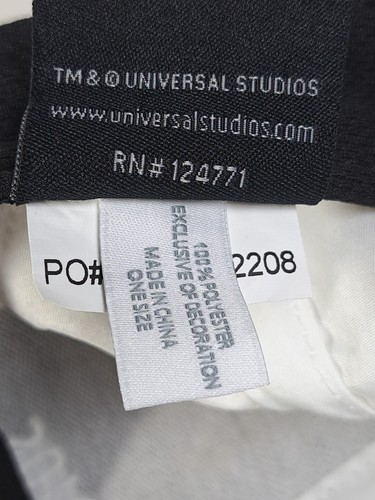 TM & © UNIVERSAL STUDIOS
www.universalstudios.com
RN# 124771
PO# 2208
100% POLYESTER
EXCLUSIVE OF DECORATION
MADE IN CHINA
ONE SIZE